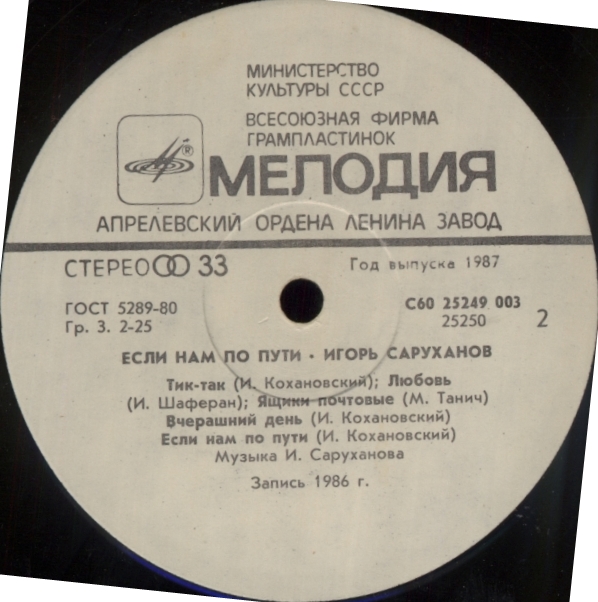 МИНИСТЕРСТВО
КУЛЬТУРЫ СССР
ВСЕСОЮЗНАЯ ФИРМА
ГРАМПЛАСТИНОК
®
МЕЛОДИЯ
АПРЕЛЕВСКИЙ ОРДЕНА ЛЕНИНА ЗАВОД
СТЕРЕО 33
Год выпуска 1987
ГОСТ 5289-80
Гр. 3. 2-25
С60 25249 003
25250
2
ЕСЛИ НАМ ПО ПУТИ · ИГОРЬ САРУХАНОВ
Тик-так (И. Кохановский); Любовь
(И. Шаферан); Ящики почтовые (М. Танич)
Вчерашний день (И. Кохановский)
Если нам по пути (И. Кохановский)
Музыка И. Саруханова
Запись 1986 г.